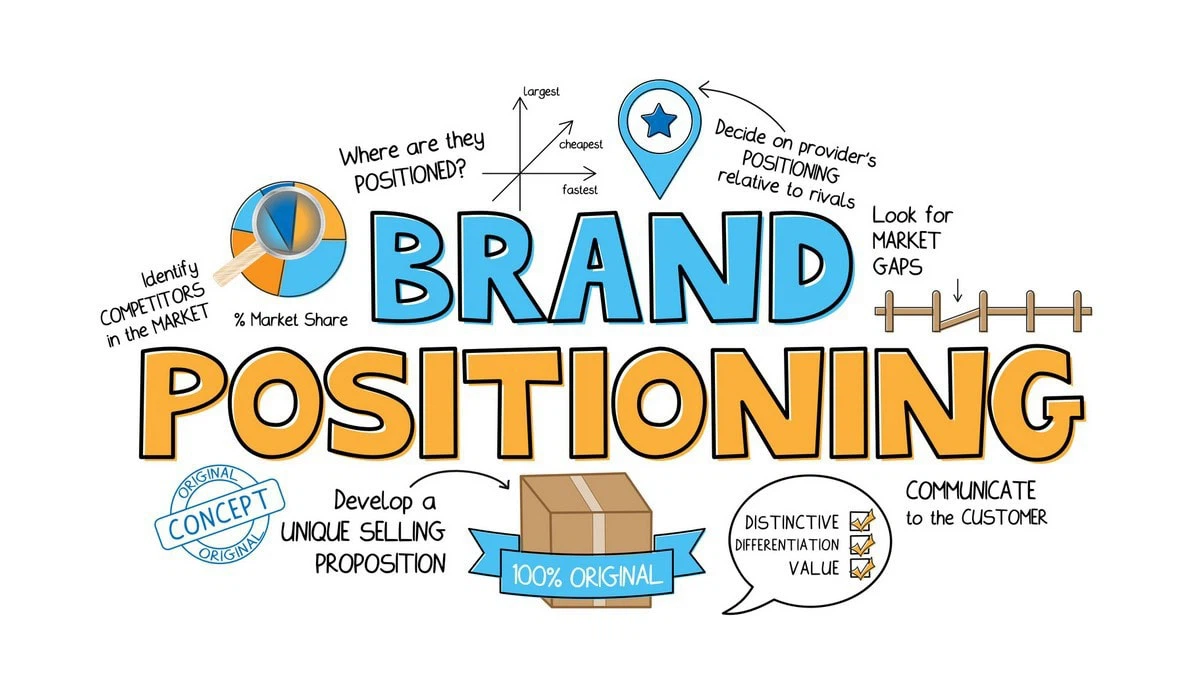 Identify
COMPETITORS
in the MARKET
% Market Share
Where are they
POSITIONED?
largest
cheapest
fastest
Decide on provider's
POSITIONING
relative to rivals
Look for
MARKET
GAPS
BRAND
POSITIONING
ORIGINAL
CONCEPT
ORIGINAL
Develop a
UNIQUE SELLING
PROPOSITION
100% ORIGINAL
DISTINCTIVE
DIFFERENTIATION
VALUE
COMMUNICATE
to the CUSTOMER